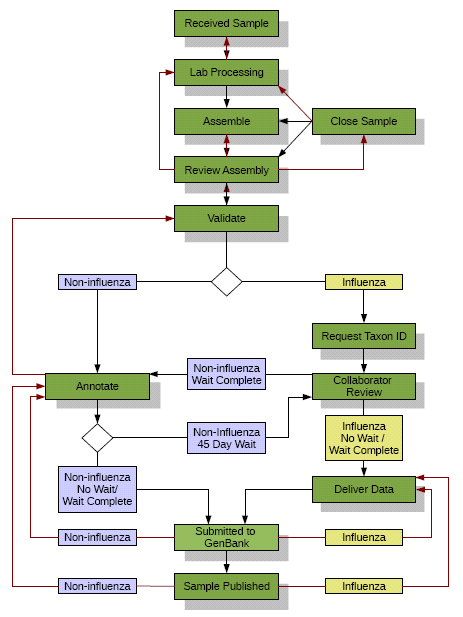 Received Sample
Lab Processing
Assemble
Close Sample
Review Assembly
Validate
Non-influenza
Influenza
Request Taxon ID
Non-influenza
Wait Complete
Annotate
Collaborator
Review
Non-Influenza
45 Day Wait
Influenza
No Wait /
Wait Complete
Non-influenza
No Wait/
Wait Complete
Deliver Data
Non-influenza
Submitted to
GenBank
Influenza
Non-influenza
Sample Published
Influenza